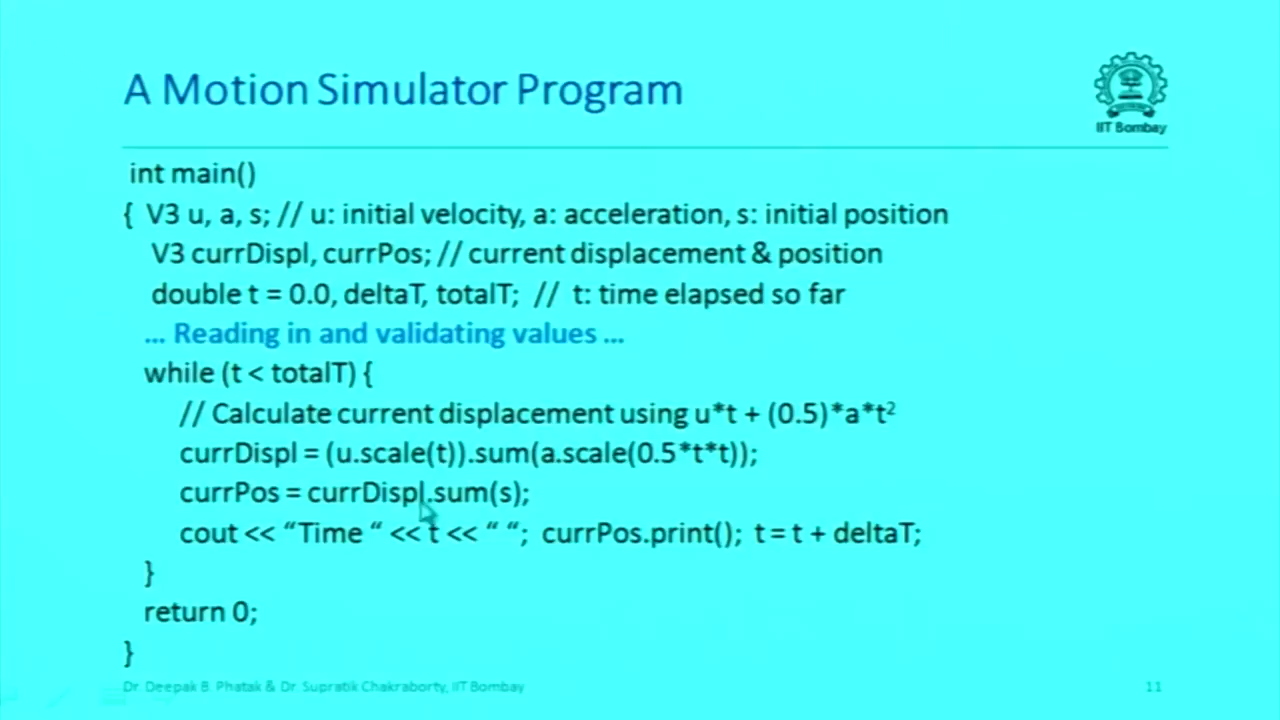 A Motion Simulator Program
IIT Bombay
int main()
{ V3 u, a, s; // u: initial velocity, a: acceleration, s: initial position
V3 currDispl, currPos; // current displacement & position
double t = 0.0, deltaT, totalT; // t: time elapsed so far
... Reading in and validating values ...
while (t < totalT) {
// Calculate current displacement using u*t + (0.5)*a*t²
currDispl = (u.scale(t)).sum(a.scale(0.5*t*t));
currPos = currDispl.sum(s);
cout << “Time “ << t << “ “; currPos.print(); t = t + deltaT;
}
return 0;
}
Dr. Deepak B. Phatak & Dr. Supratik Chakraborty, IIT Bombay
11